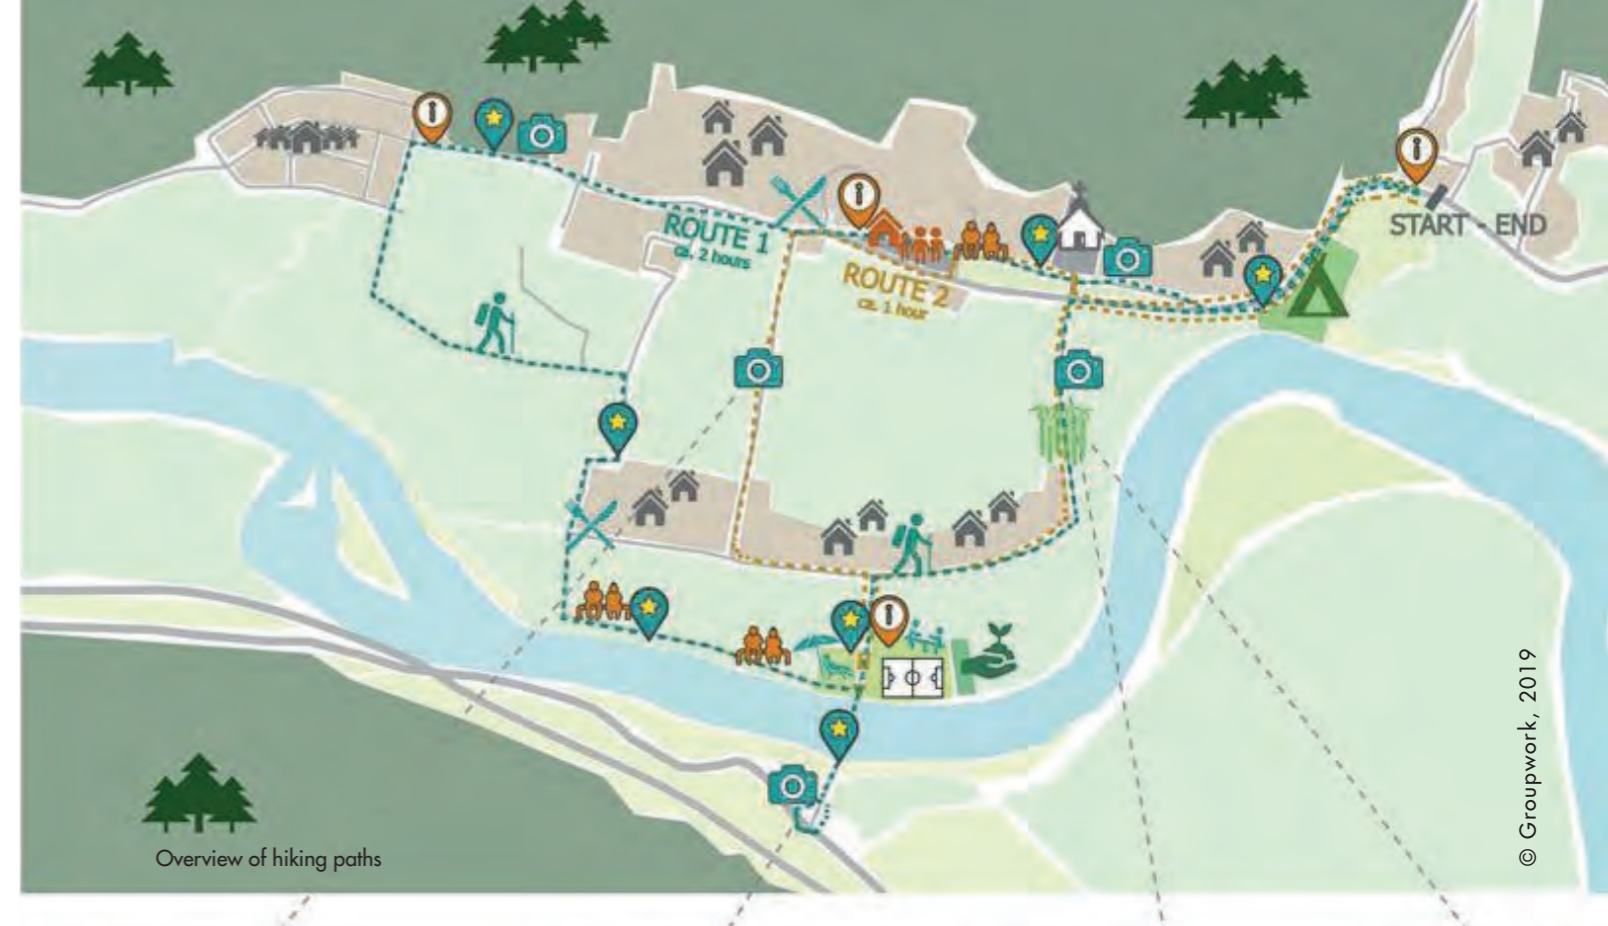 ROUTE 1
ca. 2 hours
ROUTE 2
ca. 1 hour
START - END
Overview of hiking paths
© Groupwork, 2019